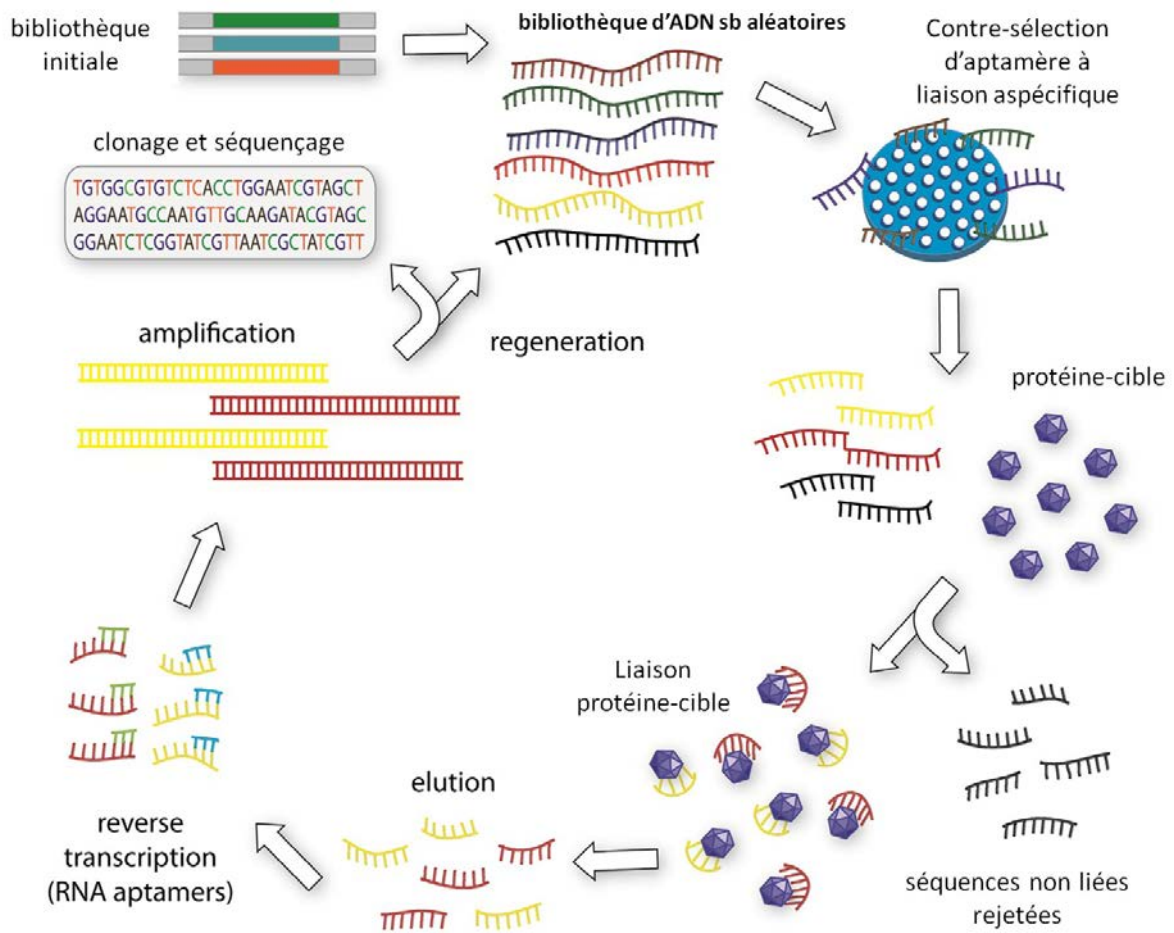 bibliothèque
initiale
bibliothèque d'ADN sb aléatoires
Contre-sélection
d'aptamère à
liaison aspécifique
clonage et séquençage
TGTGGCGTGTCTCACCTGGAATCGTAGCT
AGGAATGCCAATGTTGCAAGATACGTAGC
GGAATCTCGGTATCGTTAATCGCTATCGTT
amplification
regeneration
protéine-cible
Liaison
protéine-cible
elution
reverse
transcription
(RNA aptamers)
séquences non liées
rejetées